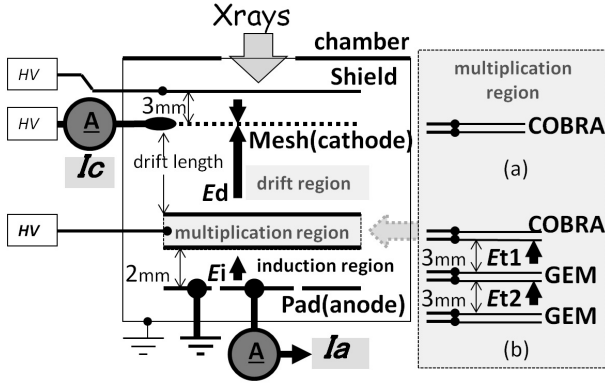 Xrays
chamber
HV
Shield
3mm
HV
A
Mesh(cathode)
Ic
drift length
Ed
drift region
HV
multiplication region
2mm
Ei
induction region
Pad(anode)
A
Ia
multiplication
region
COBRA
(a)
COBRA
3mm
Et1
GEM
3mm
Et2
GEM
(b)